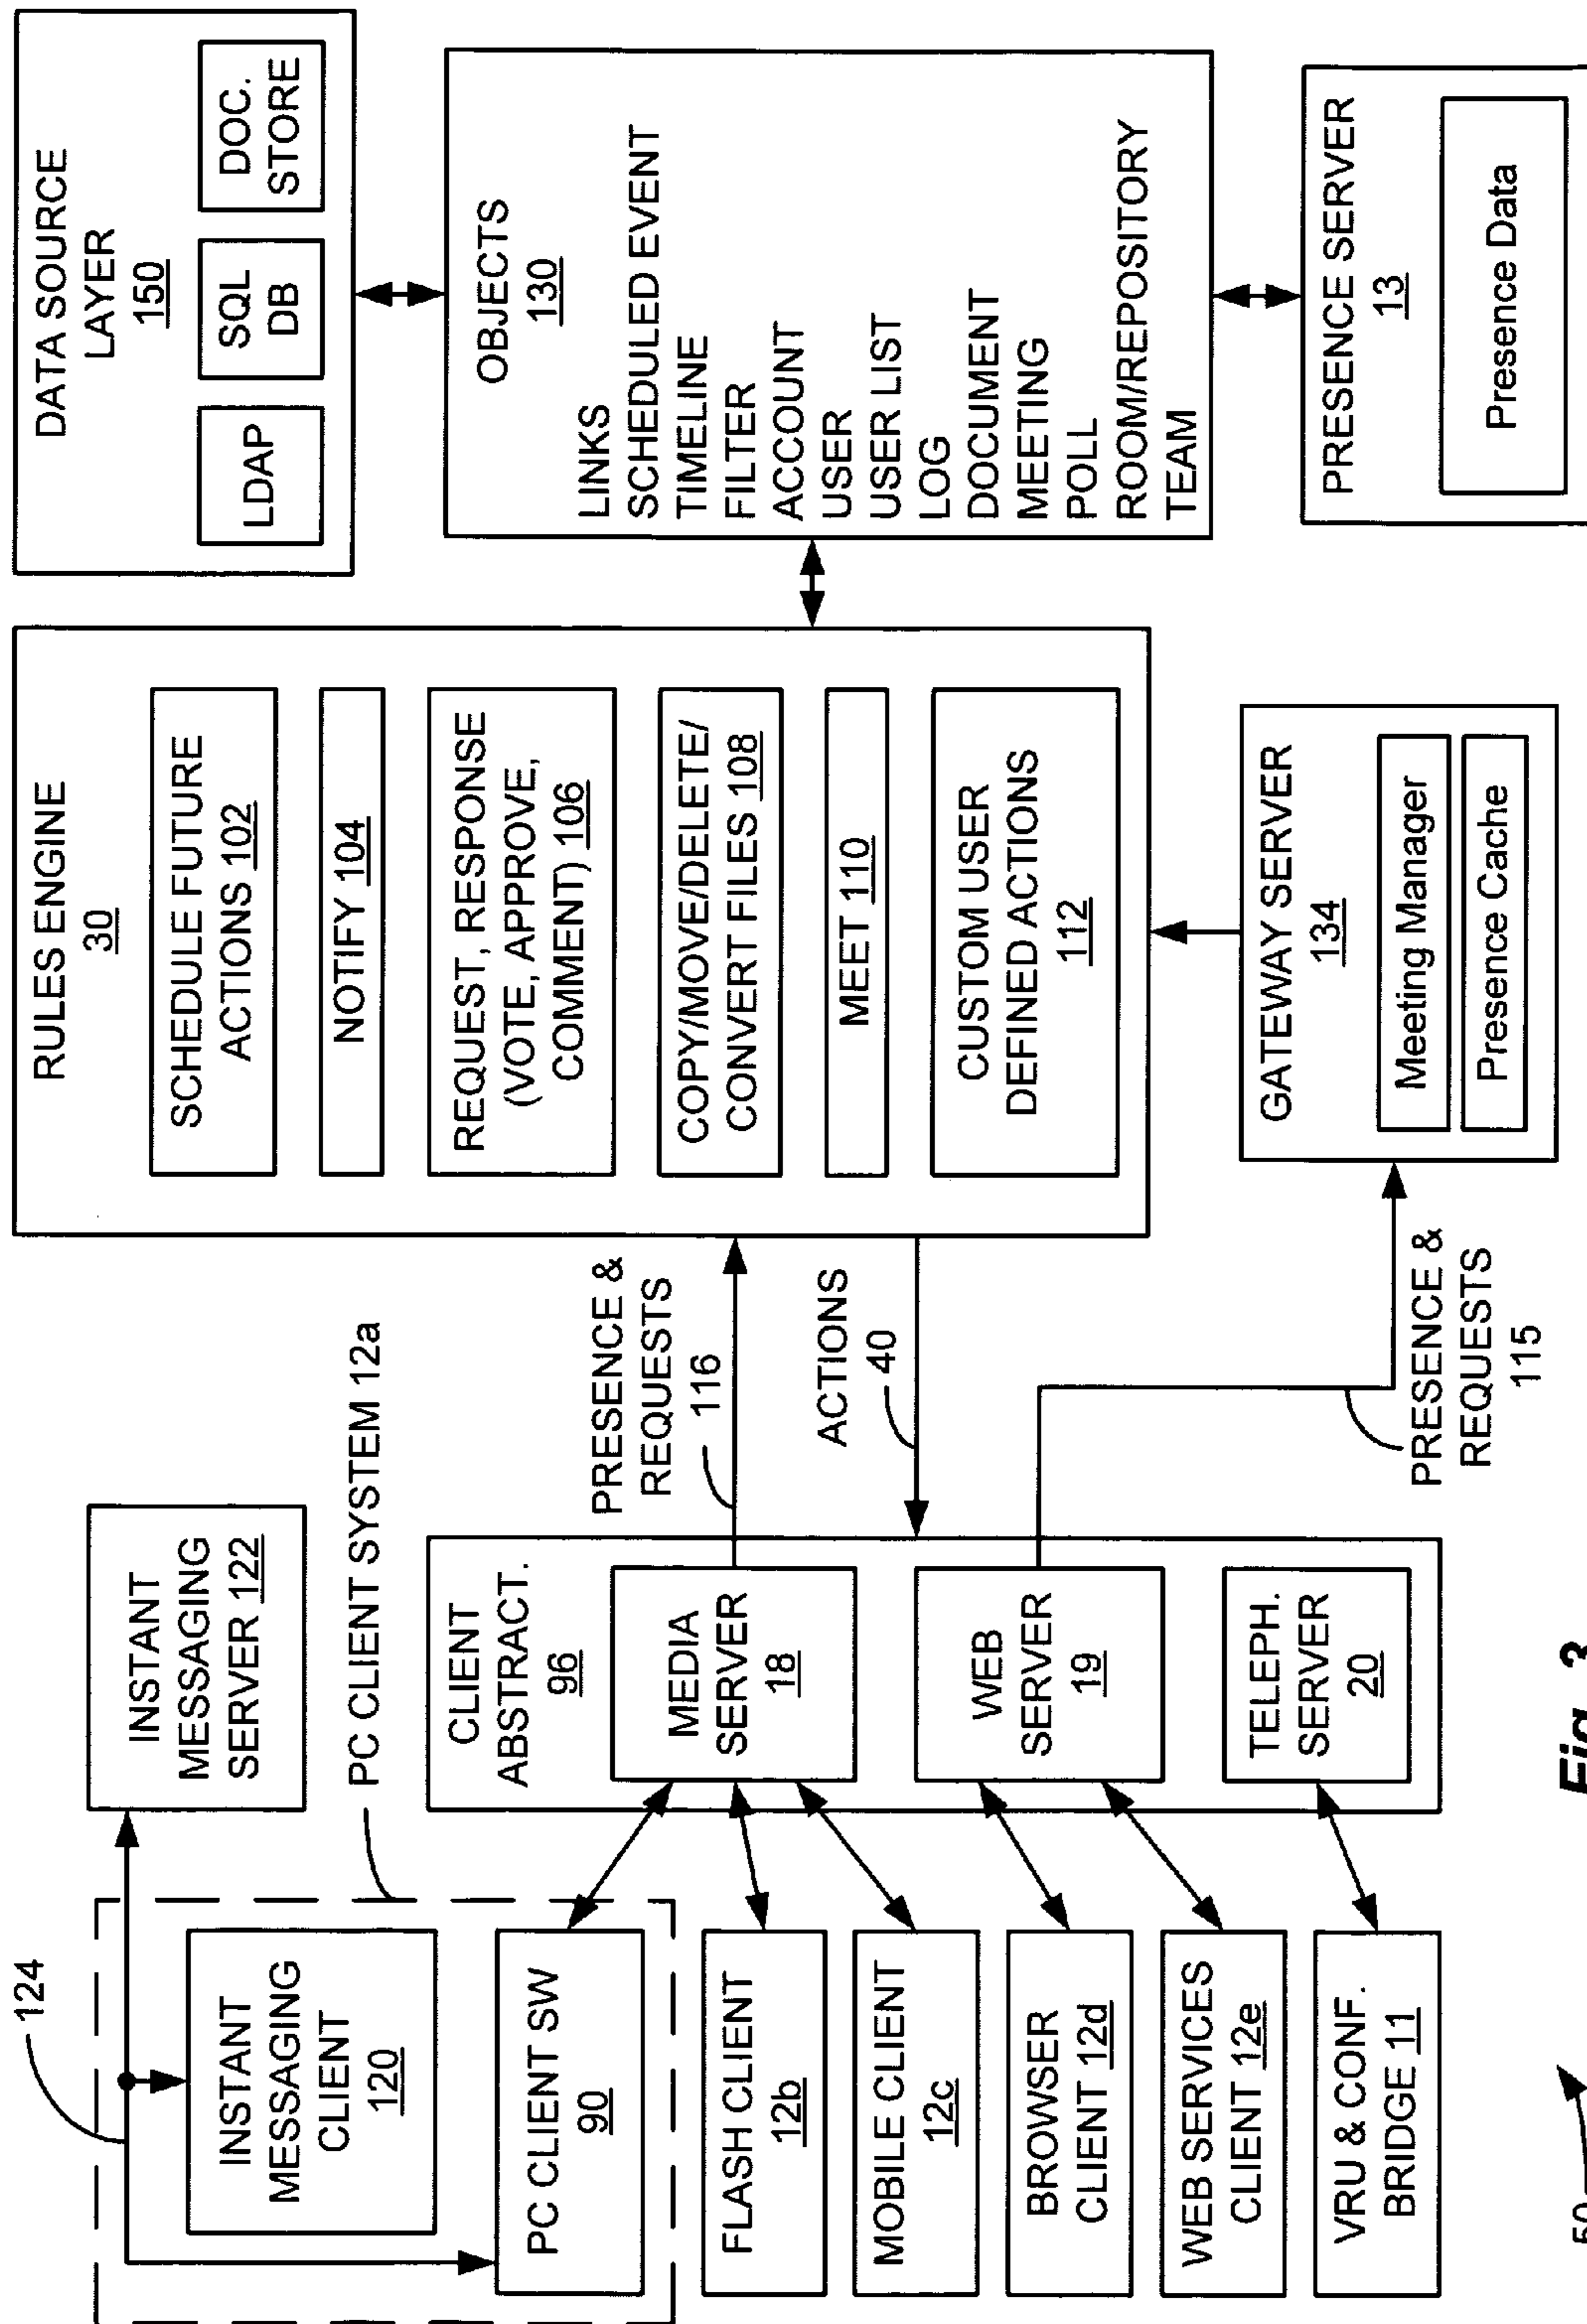 124
INSTANT
MESSAGING
CLIENT
120
PC CLIENT SW
90
INSTANT
MESSAGING
SERVER 122
PC CLIENT SYSTEM 12a
FLASH CLIENT
12b
MOBILE CLIENT
12c
BROWSER
CLIENT 12d
WEB SERVICES
CLIENT 12e
VRU & CONF.
BRIDGE 11
CLIENT
ABSTRACT.
96
MEDIA
SERVER
18
WEB
SERVER
19
TELEPH.
SERVER
20
PRESENCE &
REQUESTS
116
ACTIONS
40
PRESENCE &
REQUESTS
115
RULES ENGINE
30
SCHEDULE FUTURE
ACTIONS 102
NOTIFY 104
REQUEST, RESPONSE
(VOTE, APPROVE,
COMMENT) 106
COPY/MOVE/DELETE/
CONVERT FILES 108
MEET 110
CUSTOM USER
DEFINED ACTIONS
112
GATEWAY SERVER
134
Meeting Manager
Presence Cache
DATA SOURCE
LAYER
150
LDAP
SQL
DB
DOC.
STORE
OBJECTS
130
LINKS
SCHEDULED EVENT
TIMELINE
FILTER
ACCOUNT
USER
USER LIST
LOG
DOCUMENT
MEETING
POLL
ROOM/REPOSITORY
TEAM
PRESENCE SERVER
13
Presence Data
50
Fig. 3